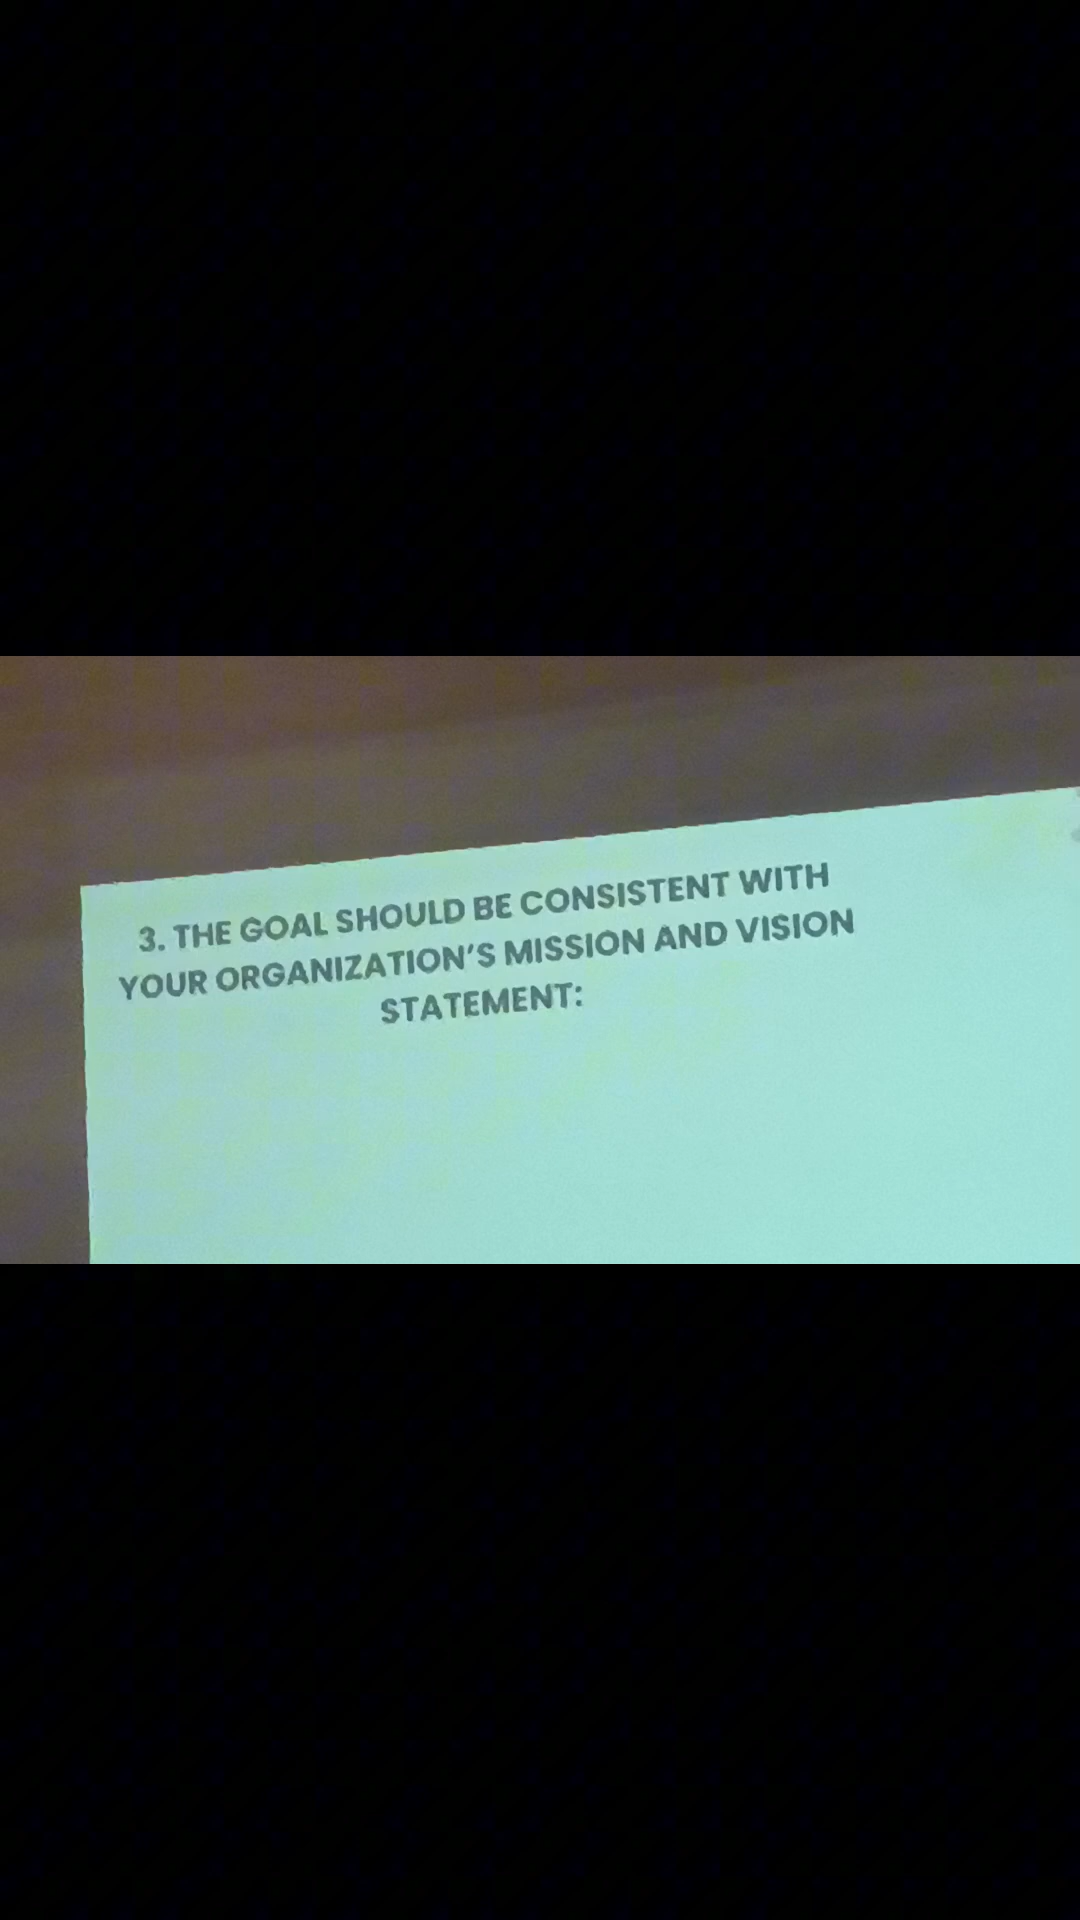 3. THE GOAL SHOULD BE CONSISTENT WITH
YOUR ORGANIZATION'S MISSION AND VISION
STATEMENT: